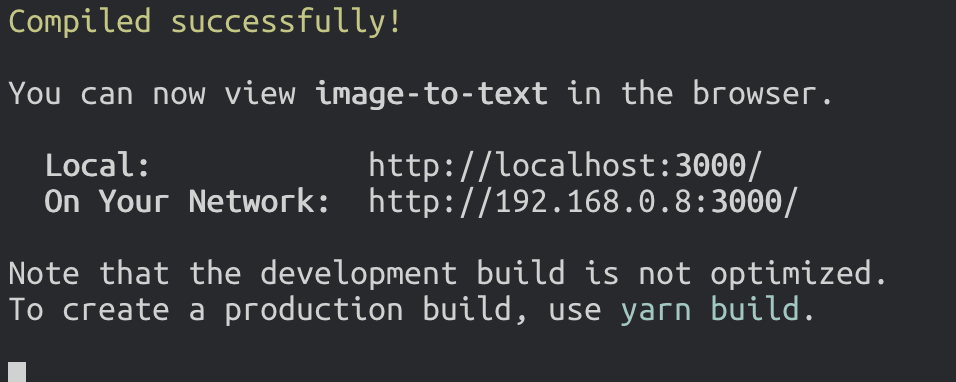 Compiled successfully!
You can now view image-to-text in the browser.
Local: http://localhost:3000/
On Your Network: http://192.168.0.8:3000/
Note that the development build is not optimized.
To create a production build, use yarn build.